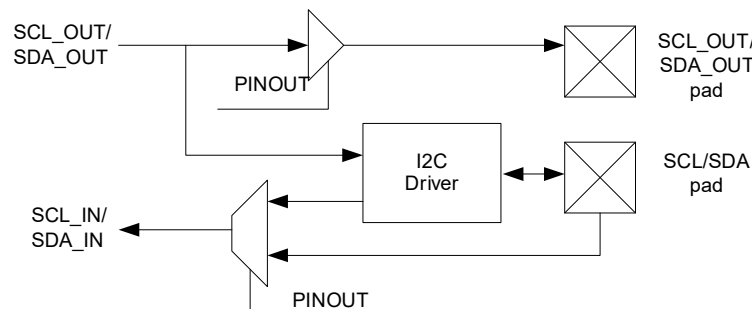 SCL_OUT/
SDA_OUT
PINOUT
SCL_OUT/
SDA_OUT
pad
I2C
Driver
SCL/SDA
pad
SCL_IN/
SDA_IN
PINOUT